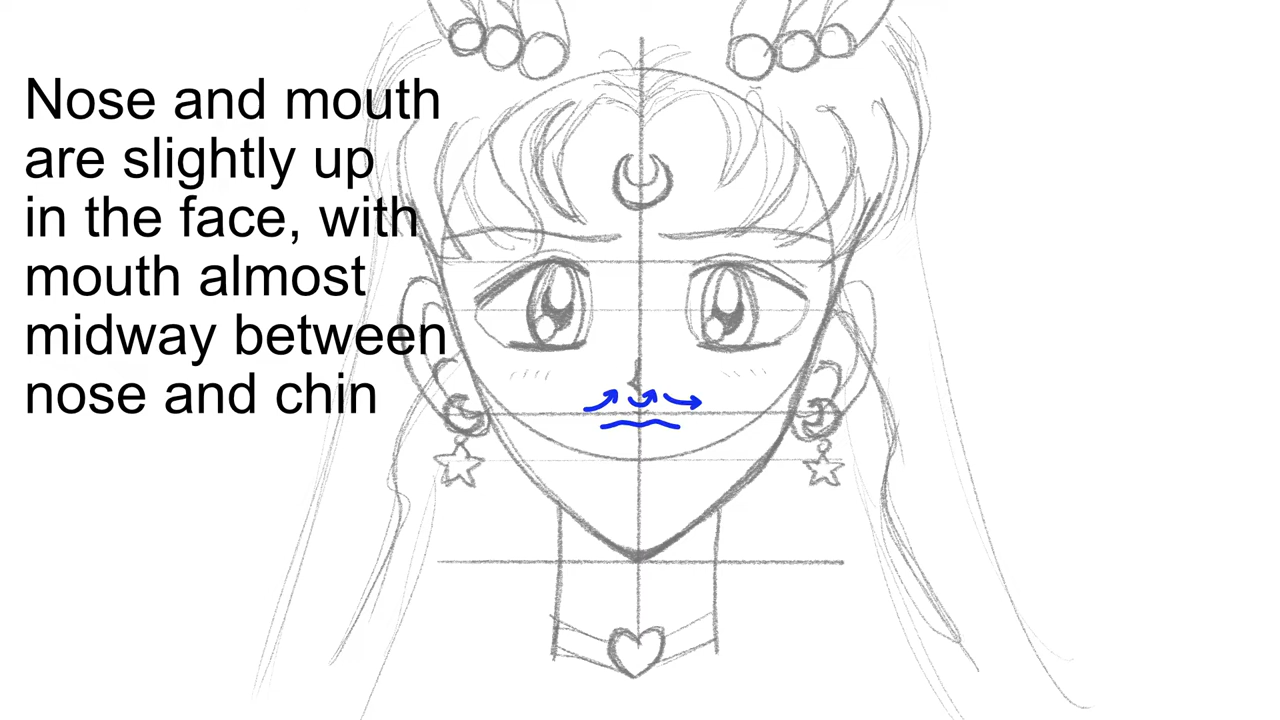 Nose and mouth
are slightly up
in the face, with
mouth almost
midway between
nose and chin